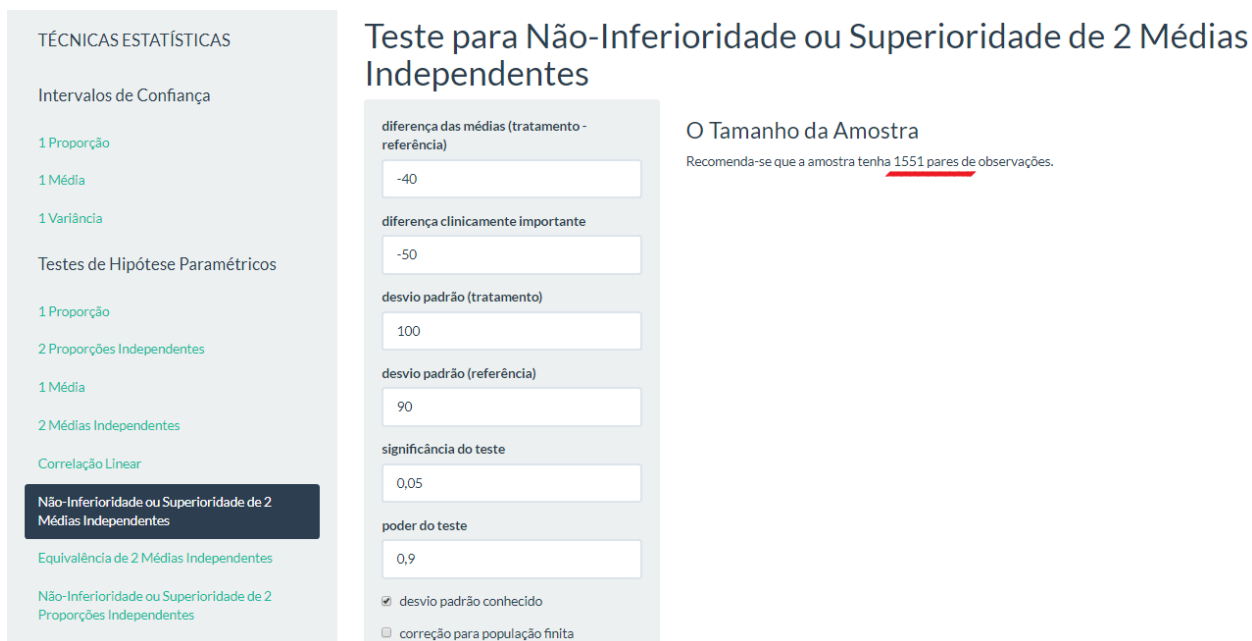 TÉCNICAS ESTATÍSTICAS
Intervalos de Confiança
1 Proporção
1 Média
1 Variância
Testes de Hipótese Paramétricos
1 Proporção
2 Proporções Independentes
1 Média
2 Médias Independentes
Correlação Linear
Não-Inferioridade ou Superioridade de 2
Médias Independentes
Equivalência de 2 Médias Independentes
Não-Inferioridade ou Superioridade de 2
Proporções Independentes
Teste para Não-Inferioridade ou Superioridade de 2 Médias
Independentes
diferença das médias (tratamento -
referência)
-40
diferença clinicamente importante
-50
desvio padrão (tratamento)
100
desvio padrão (referência)
90
significância do teste
0,05
poder do teste
0,9
desvio padrão conhecido
correção para população finita
O Tamanho da Amostra
Recomenda-se que a amostra tenha 1551 pares de observações.